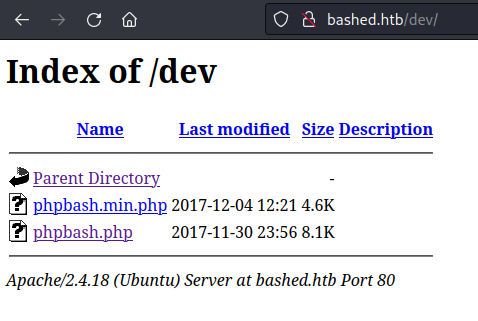 bashed.htb/dev/
Index of /dev
Name Last modified Size Description
Parent Directory -
phpbash.min.php 2017-12-04 12:21 4.6K
phpbash.php 2017-11-30 23:56 8.1K
Apache/2.4.18 (Ubuntu) Server at bashed.htb Port 80